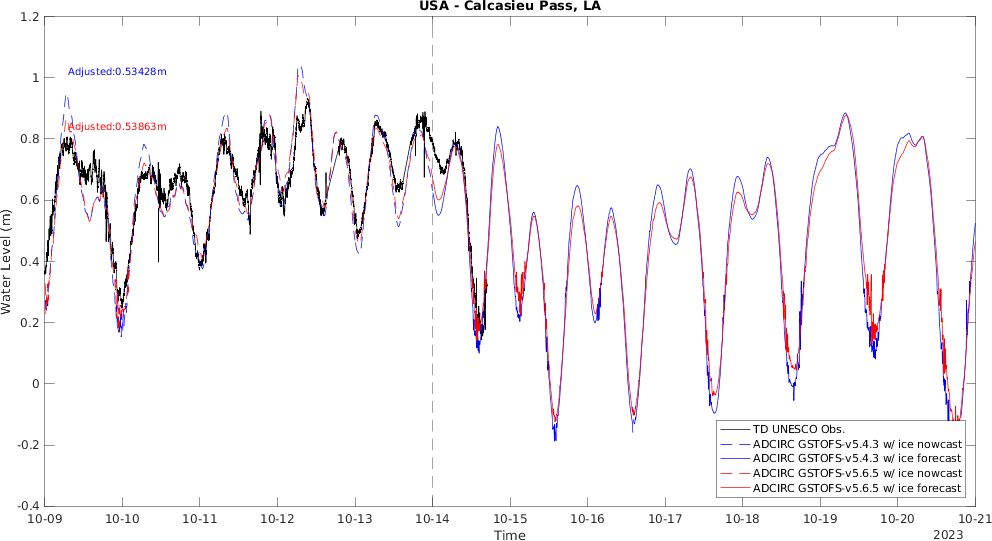 USA - Calcasieu Pass, LA
1.2
1
0.8
0.6
0.4
0.2
0
-0.2
-0.4
Water Level (m)
Adjusted:0.53428m
Adjusted:0.53863m
TD UNESCO Obs.
ADCIRC GSTOFS-v5.4.3 w/ ice nowcast
ADCIRC GSTOFS-v5.4.3 w/ ice forecast
ADCIRC GSTOFS-v5.6.5 w/ ice nowcast
ADCIRC GSTOFS-v5.6.5 w/ ice forecast
10-09 10-10 10-11 10-12 10-13 10-14 10-15 10-16 10-17 10-18 10-19 10-20 10-21
Time
2023